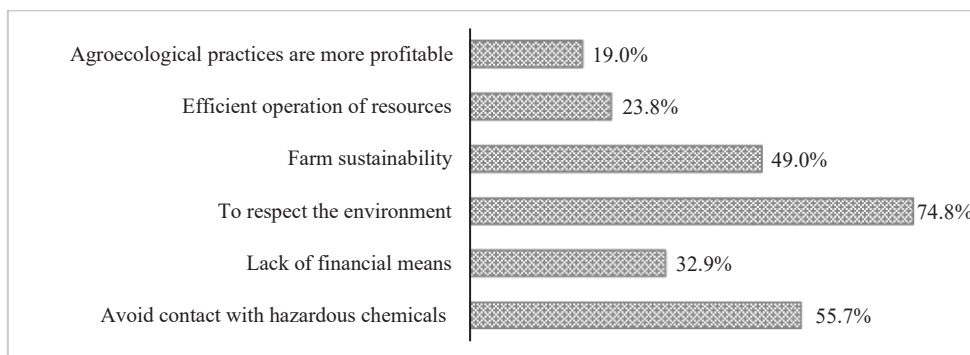 Agroecological practices are more profitable 19.0%
Efficient operation of resources 23.8%
Farm sustainability 49.0%
To respect the environment 74.8%
Lack of financial means 32.9%
Avoid contact with hazardous chemicals 55.7%